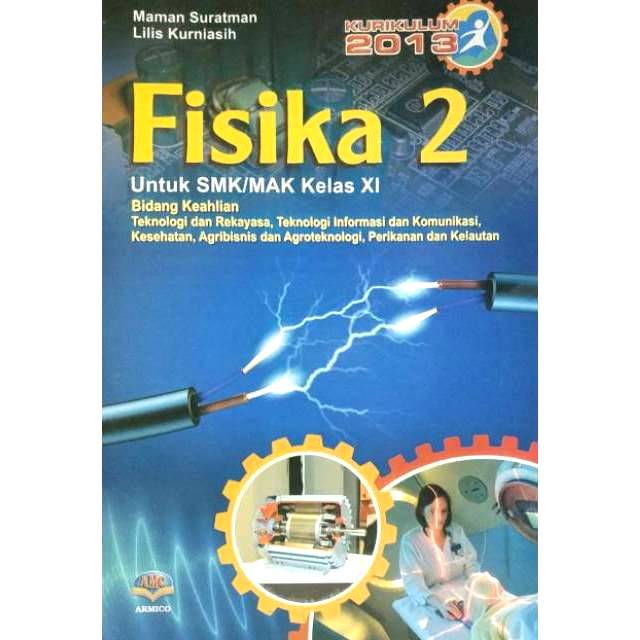 Maman Suratman
Lilis Kurniasih
KURIKULUM
2013
Fisika 2
Untuk SMK/MAK Kelas XI
Bidang Keahlian
Teknologi dan Rekayasa, Teknologi Informasi dan Komunikasi,
Kesehatan, Agribisnis dan Agroteknologi, Perikanan dan Kelautan
AMC
ARMICO